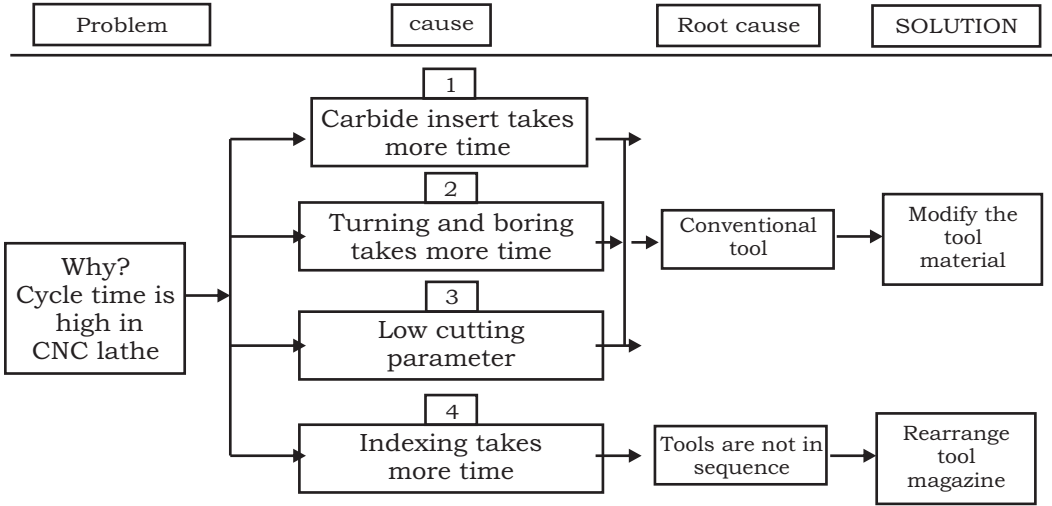 Problem
cause
Root cause
SOLUTION
1
Carbide insert takes
more time
2
Turning and boring
takes more time
Conventional
tool
Modify the
tool
material
Why?
Cycle time is
high in
CNC lathe
3
Low cutting
parameter
4
Indexing takes
more time
Tools are not in
sequence
Rearrange
tool
magazine